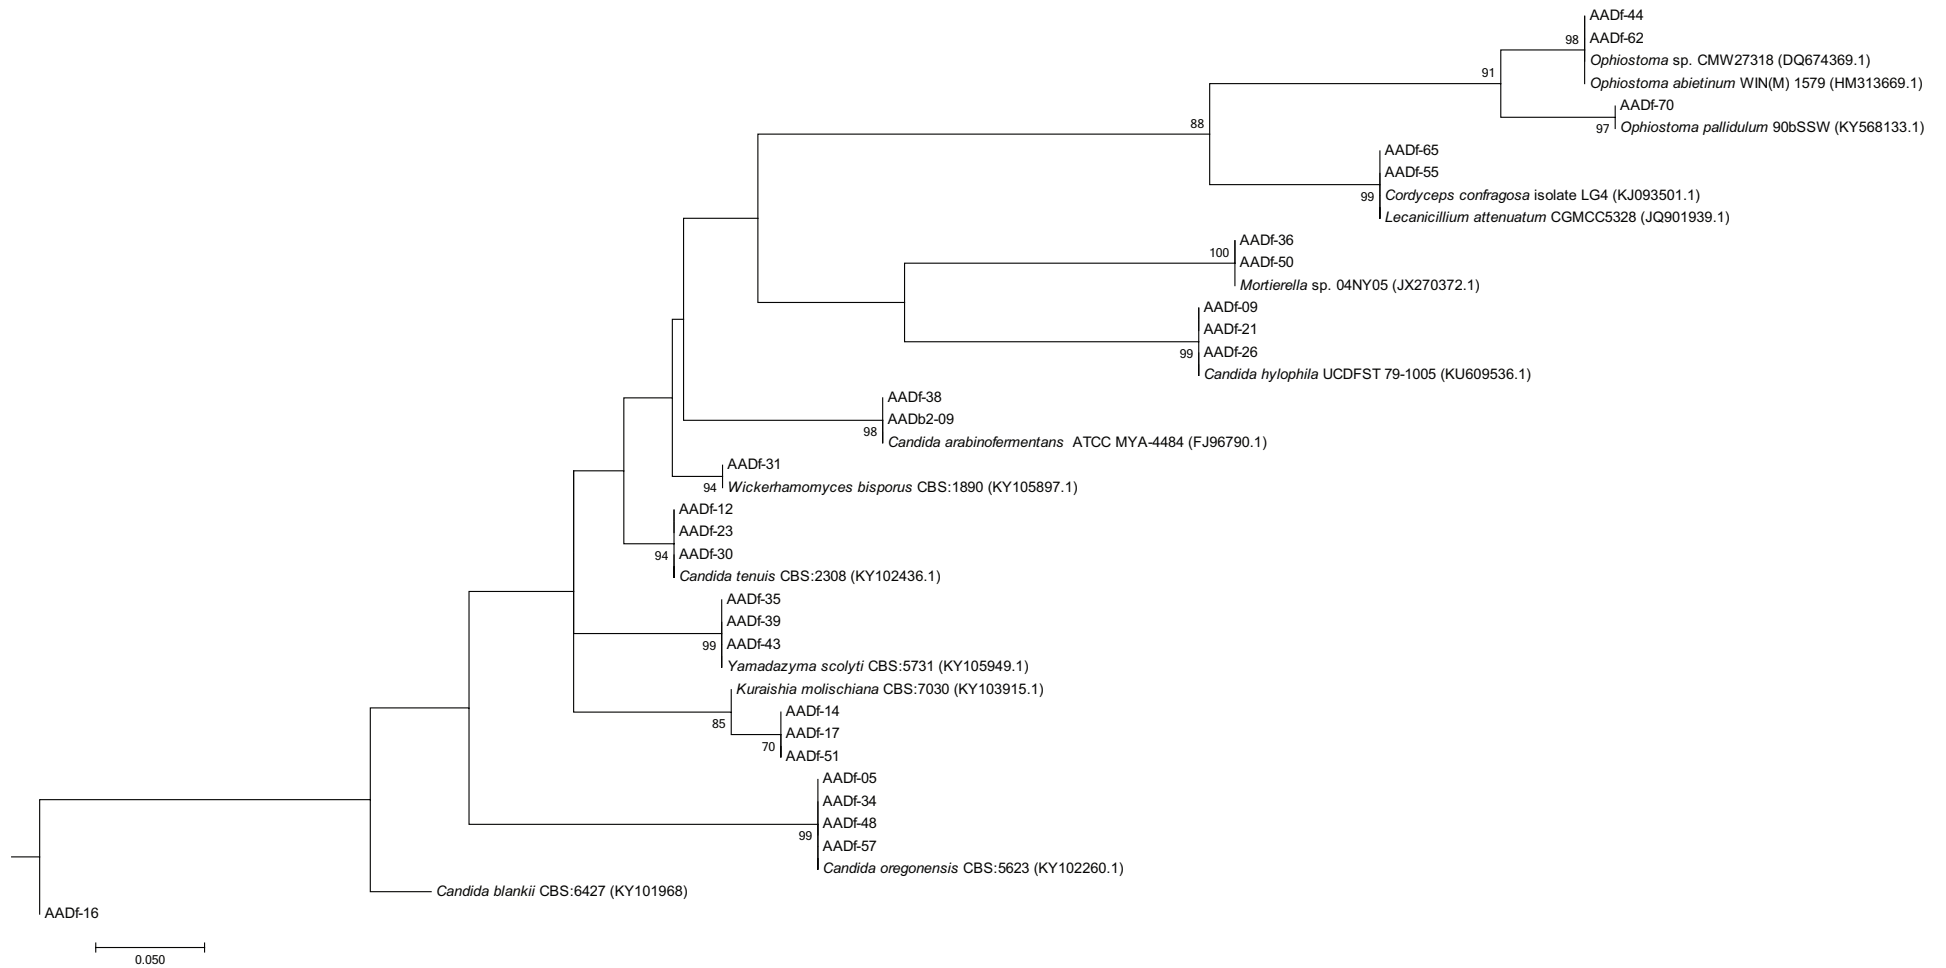 AADf-44
98 AADf-62
Ophiostoma sp. CMW27318 (DQ674369.1)
91
Ophiostoma abietinum WIN(M) 1579 (HM313669.1)
AADf-70
88
97 Ophiostoma pallidulum 90bSSW (KY568133.1)
AADf-65
AADf-55
99 Cordyceps confragosa isolate LG4 (KJ093501.1)
Lecanicillium attenuatum CGMCC5328 (JQ901939.1)
AADf-36
100
AADf-50
Mortierella sp. 04NY05 (JX270372.1)
AADf-09
AADf-21
99 AADf-26
Candida hylophila UCDFST 79-1005 (KU609536.1)
AADf-38
AADb2-09
98
Candida arabinofermentans ATCC MYA-4484 (FJ96790.1)
AADf-31
94 Wickerhamomyces bisporus CBS:1890 (KY105897.1)
AADf-12
AADf-23
94 AADf-30
Candida tenuis CBS:2308 (KY102436.1)
AADf-35
AADf-39
99 AADf-43
Yamadazyma scolyti CBS:5731 (KY105949.1)
Kuraishia molischiana CBS:7030 (KY103915.1)
AADf-14
85
AADf-17
70
AADf-51
AADf-05
AADf-34
AADf-48
99
AADf-57
Candida oregonensis CBS:5623 (KY102260.1)
Candida blankii CBS:6427 (KY101968)
AADf-16
0.050